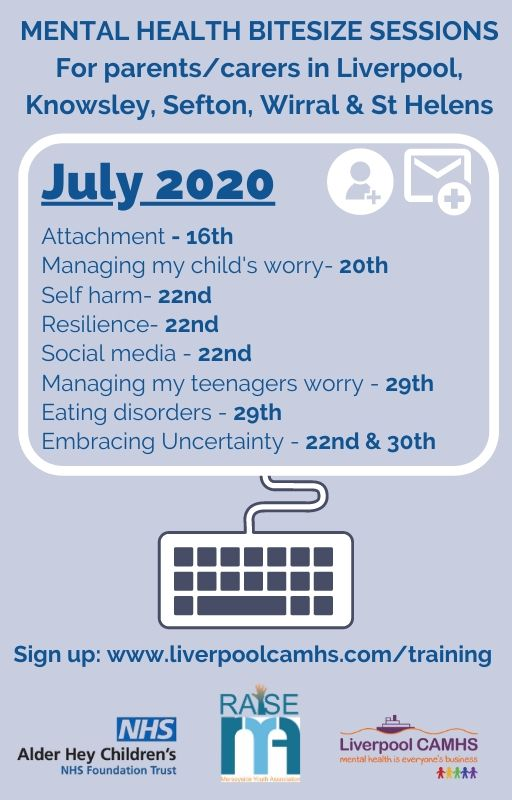 MENTAL HEALTH BITESIZE SESSIONS
For parents/carers in Liverpool,
Knowsley, Sefton, Wirral & St Helens
July 2020
Attachment - 16th
Managing my child's worry- 20th
Self harm- 22nd
Resilience- 22nd
Social media - 22nd
Managing my teenagers worry - 29th
Eating disorders - 29th
Embracing Uncertainty - 22nd & 30th
Sign up: www.liverpoolcamhs.com/training
NHS
Alder Hey Children's
NHS Foundation Trust
RAISE
Merseyside Youth Association
Liverpool CAMHS
mental health is everyone's business